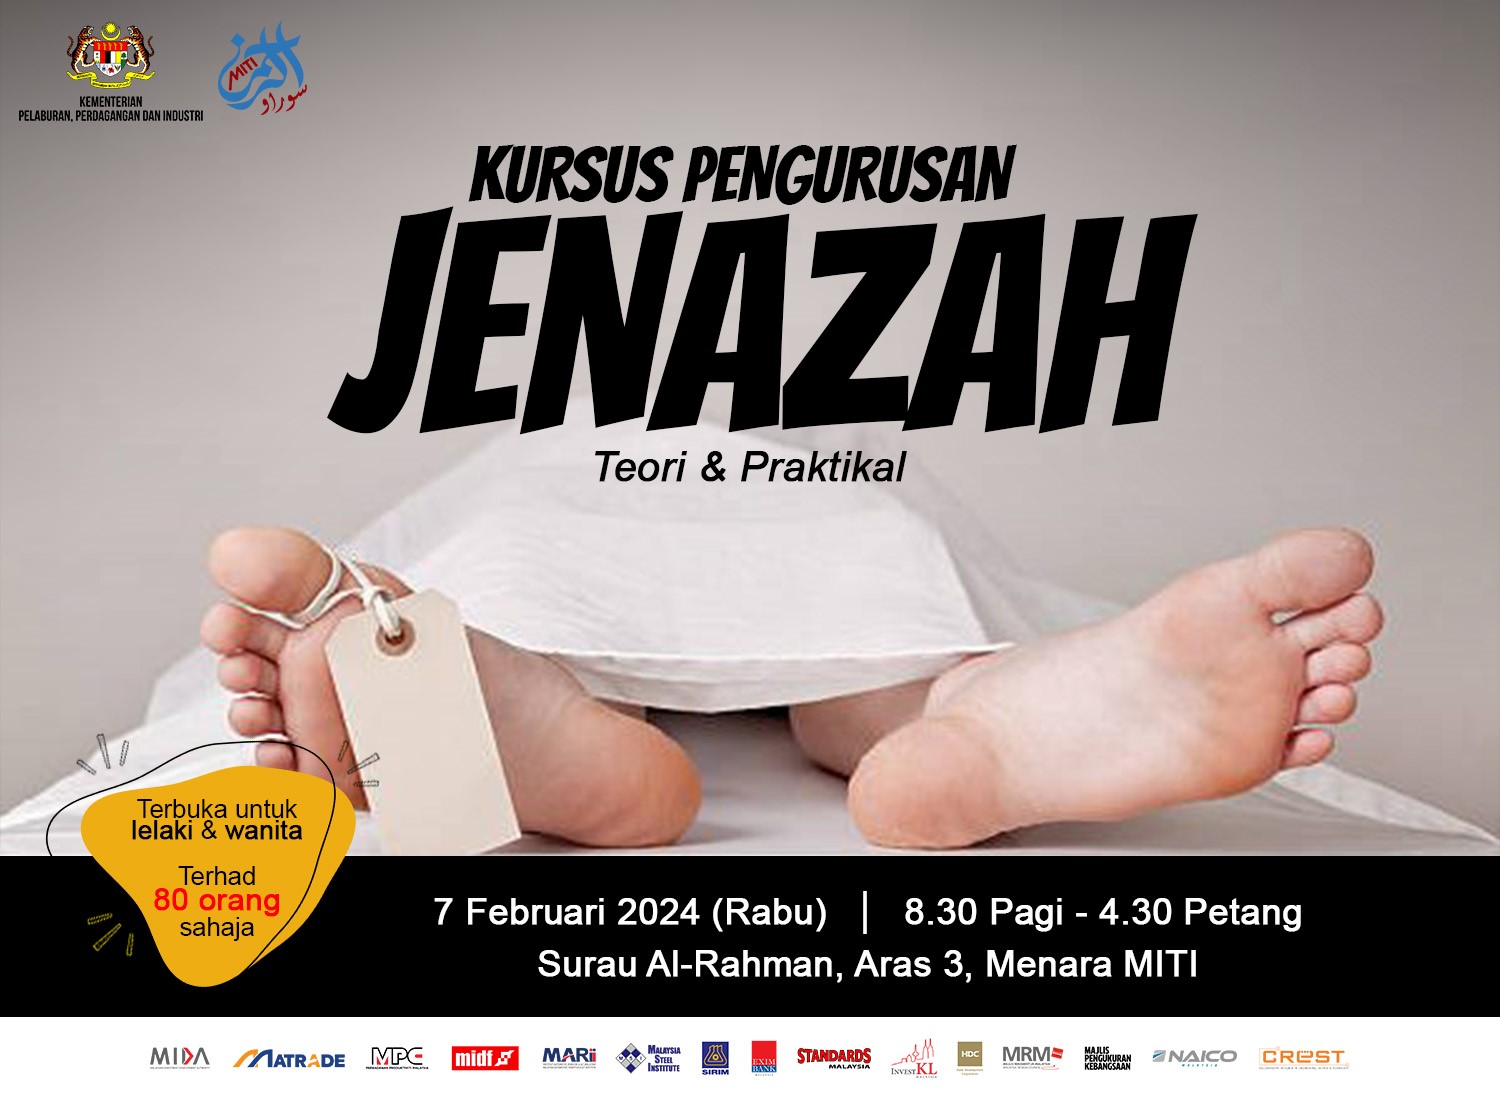 KEMENTERIAN
PELABURAN, PERDAGANGAN DAN INDUSTRI
MITI
سوراو
KURSUS PENGURUSAN
JENAZAH
Teori & Praktikal
Terbuka untuk
lelaki & wanita
Terhad
80 orang
sahaja
7 Februari 2024 (Rabu) | 8.30 Pagi - 4.30 Petang
Surau Al-Rahman, Aras 3, Menara MITI
MIDA
MATRADE
MPC
midf
MARii
MALAYSIA
STEEL
INSTITUTE
SIRIM
EXIM
BANK
STANDARDS
MALAYSIA
INVEST KL
HDC
MRM
MAJLIS
PENGUKURAN
KEBANGSAAN
NAICO
MALAYSIA
CREST